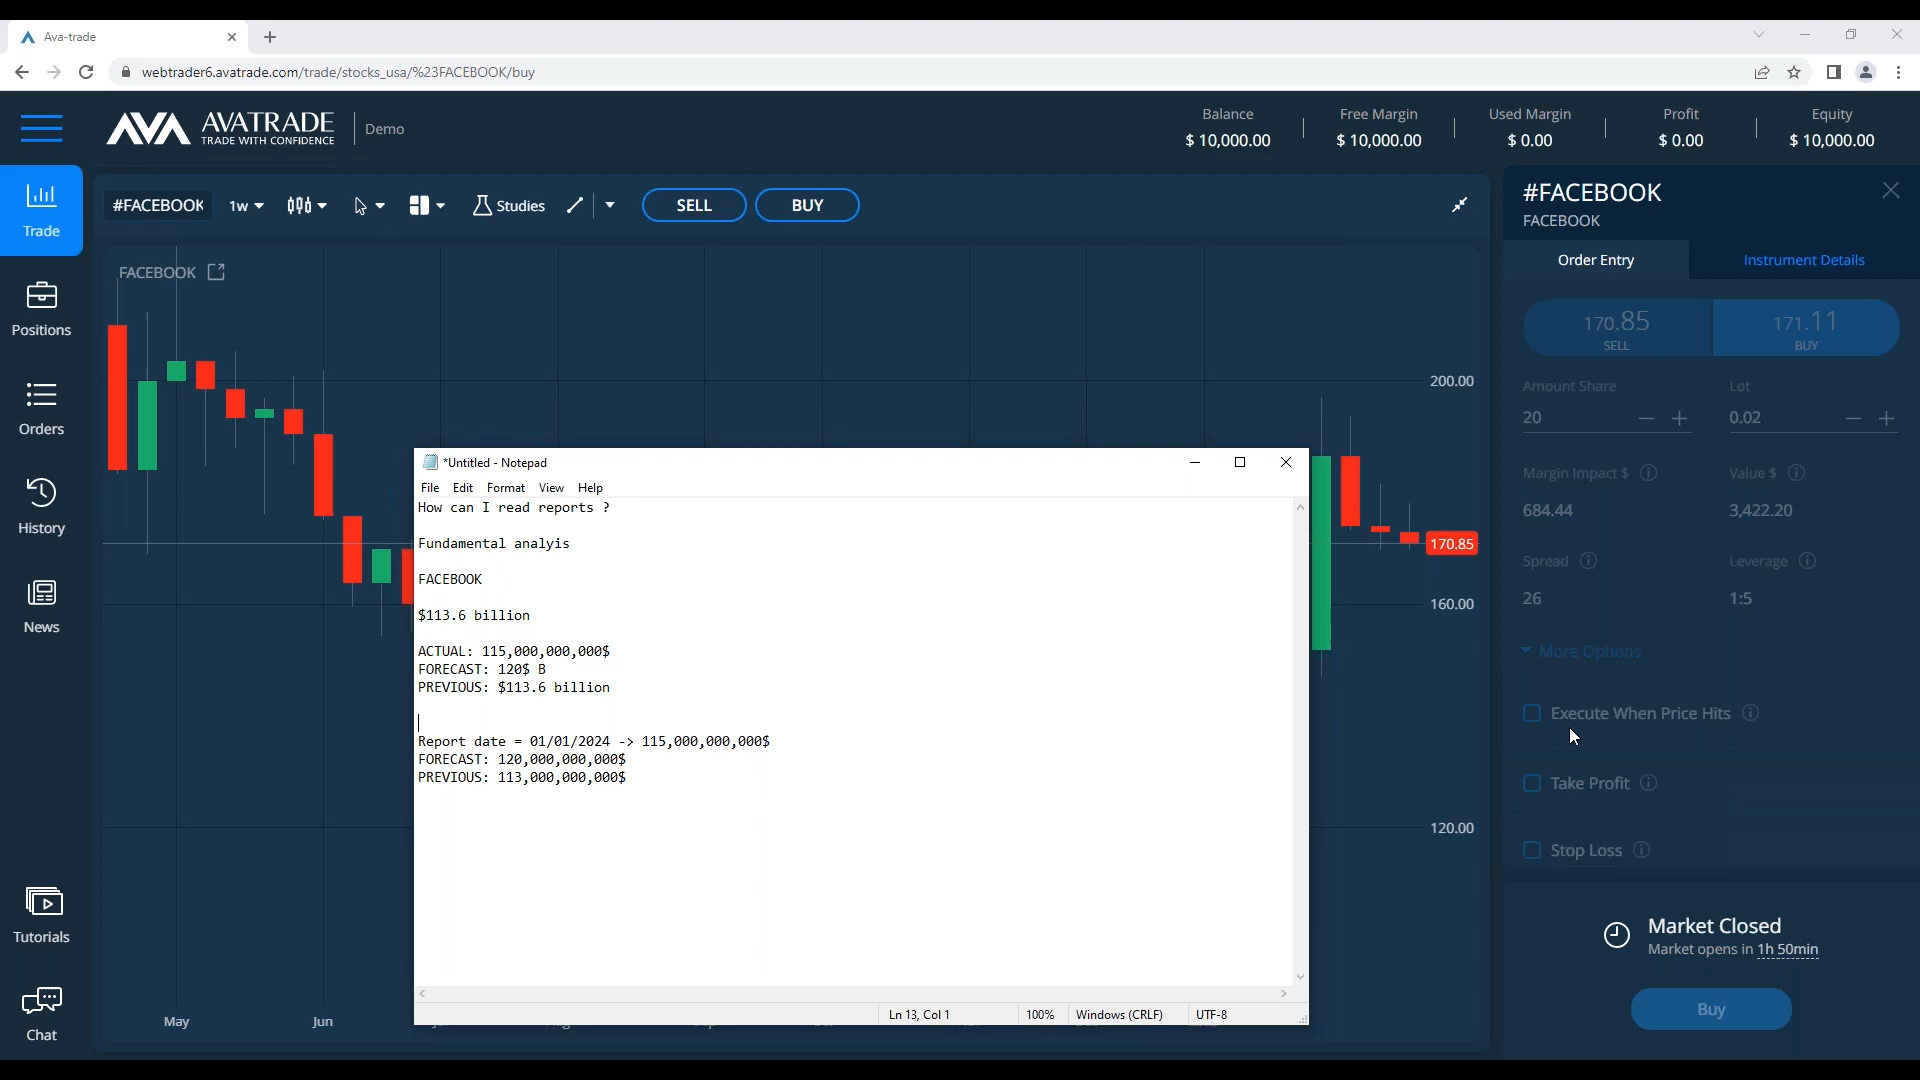 Ava-trade
webtrader6.avatrade.com/trade/stocks_usa/%23FACEBOOK/buy
AVA AVATRADE
TRADE WITH CONFIDENCE
Demo
Balance
$ 10,000.00
Free Margin
$ 10,000.00
Used Margin
$ 0.00
Profit
$ 0.00
Equity
$ 10,000.00
Trade
Positions
Orders
History
News
Tutorials
Chat
#FACEBOOK 1w Studies SELL BUY
FACEBOOK
200.00
170.85
160.00
120.00
May Jun
*Untitled - Notepad
File Edit Format View Help
How can I read reports ?
Fundamental analyis
FACEBOOK
$113.6 billion
ACTUAL: 115,000,000,000$
FORECAST: 120$ B
PREVIOUS: $113.6 billion
Report date = 01/01/2024 -> 115,000,000,000$
FORECAST: 120,000,000,000$
PREVIOUS: 113,000,000,000$
Ln 13, Col 1 100% Windows (CRLF) UTF-8
#FACEBOOK
FACEBOOK
Order Entry Instrument Details
170.85 171.11
SELL BUY
Amount Share Lot
20 0.02
Margin Impact $ Value $
684.44 3,422.20
Spread Leverage
26 1:5
More Options
Execute When Price Hits
Take Profit
Stop Loss
Market Closed
Market opens in 1h 50min
Buy